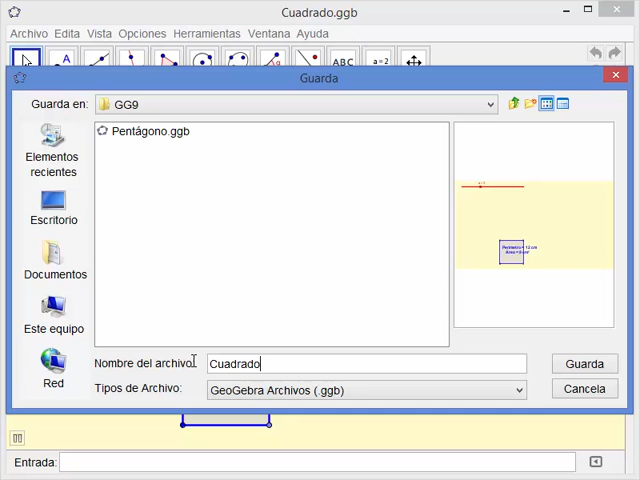 Cuadrado.ggb
Archivo Edita Vista Opciones Herramientas Ventana Ayuda
A ABC a=2
Guarda
Guarda en: GG9
Pentágono.ggb
Elementos
recientes
Escritorio
Documentos
Este equipo
Red
Nombre del archivo: Cuadrado
Guarda
Tipos de Archivo: GeoGebra Archivos (.ggb)
Cancela
Entrada: